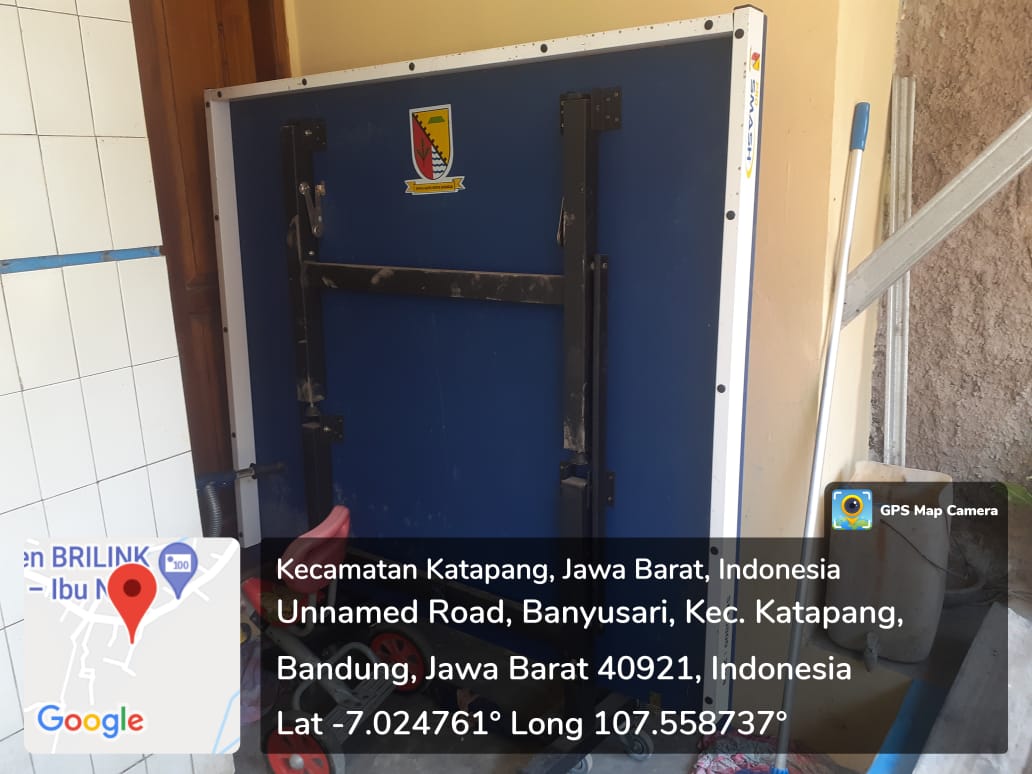 SMASH
GPS Map Camera
en BRILINK
100
– Ibu N
Google
Kecamatan Katapang, Jawa Barat, Indonesia
Unnamed Road, Banyusari, Kec. Katapang,
Bandung, Jawa Barat 40921, Indonesia
Lat -7.024761° Long 107.558737°